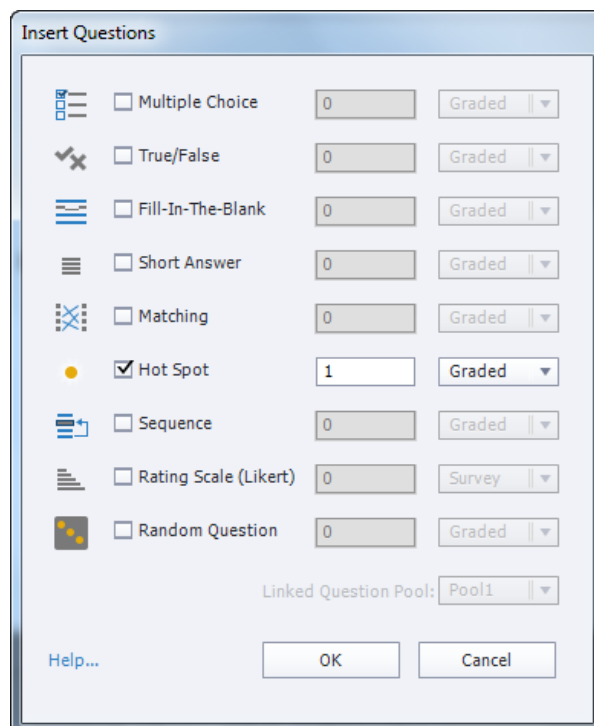 Insert Questions
Multiple Choice 0 Graded
True/False 0 Graded
Fill-In-The-Blank 0 Graded
Short Answer 0 Graded
Matching 0 Graded
Hot Spot 1 Graded
Sequence 0 Graded
Rating Scale (Likert) 0 Survey
Random Question 0 Graded
Linked Question Pool: Pool1
Help... OK Cancel